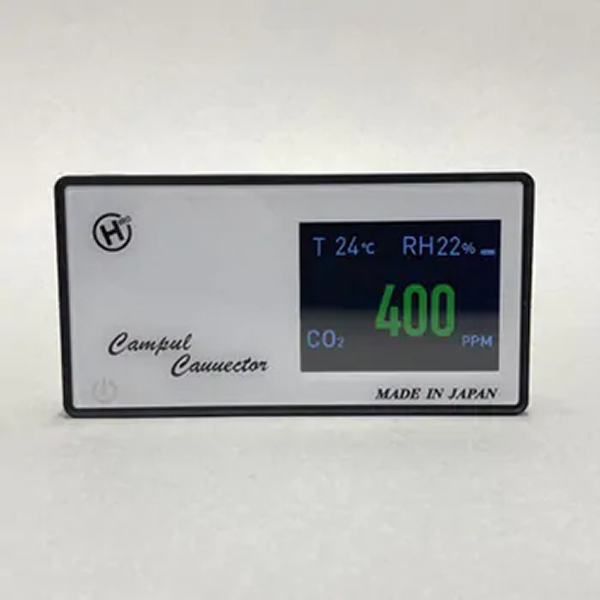 H
T 24℃ RH22%
400
CO₂ PPM
Campul
Cauuector
MADE IN JAPAN